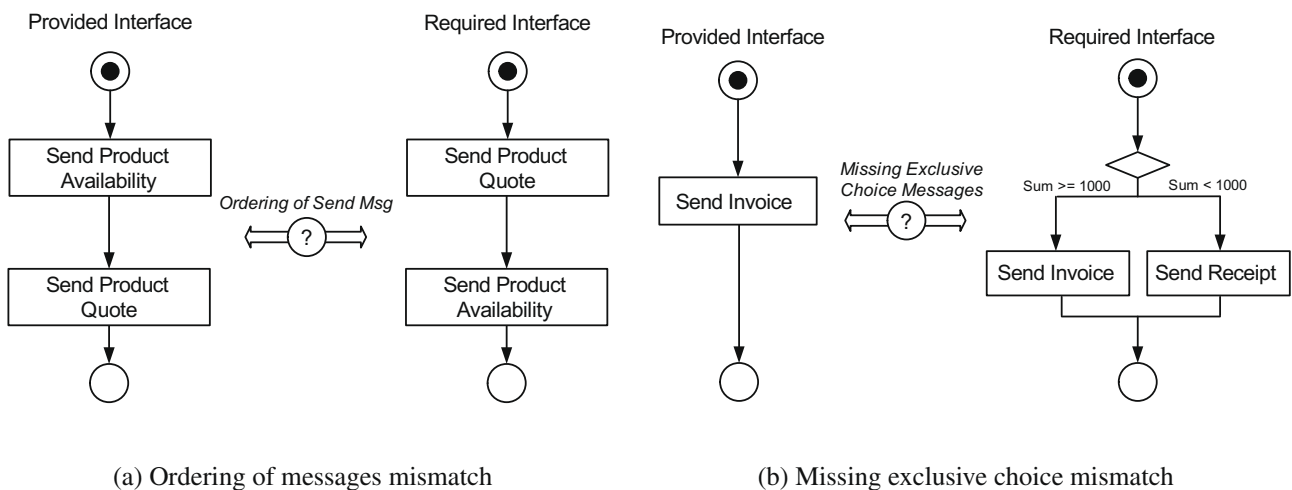 Provided Interface
Send Product
Availability
Send Product
Quote
Ordering of Send Msg
?
Required Interface
Send Product
Quote
Send Product
Availability
(a) Ordering of messages mismatch
Provided Interface
Send Invoice
Missing Exclusive
Choice Messages
?
Required Interface
Sum >= 1000
Sum < 1000
Send Invoice
Send Receipt
(b) Missing exclusive choice mismatch